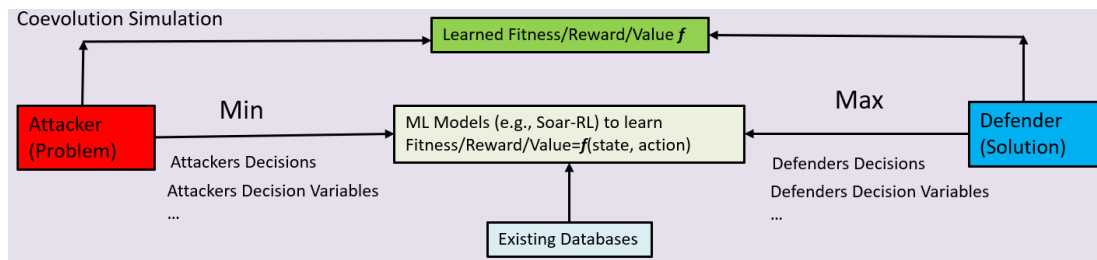 Coevolution Simulation
Learned Fitness/Reward/Value f
Min
Max
Attacker
(Problem)
ML Models (e.g., Soar-RL) to learn
Fitness/Reward/Value=f(state, action)
Defender
(Solution)
Attackers Decisions
Attackers Decision Variables
…
Defenders Decisions
Defenders Decision Variables
…
Existing Databases